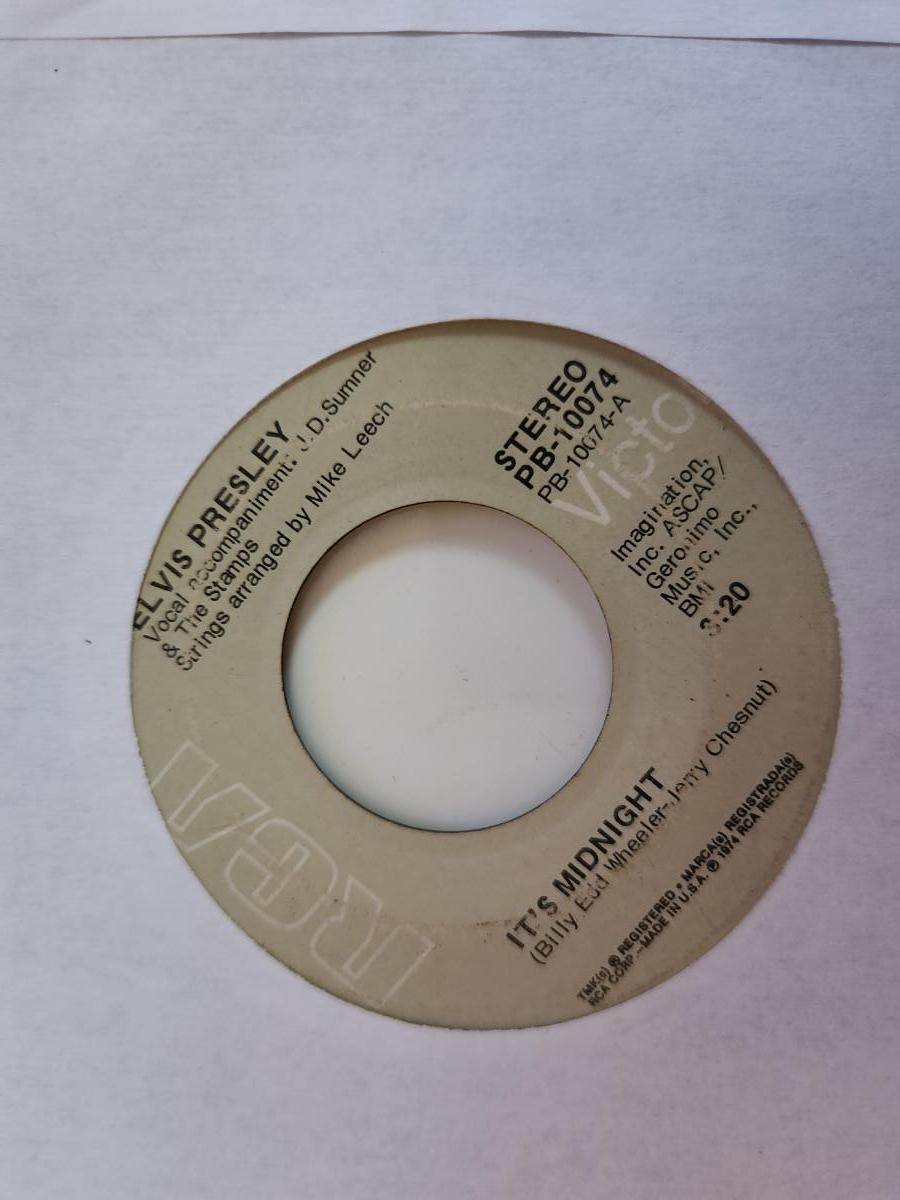 ELVIS PRESLEY
Vocal accompaniment: J.D.Sumner
& The Stamps
Strings arranged by Mike Leech
STEREO
PB-10074
PB-10074-A
Victo
Imagination,
Inc. ASCAP/
Geronimo
Music, Inc.,
BMI
3:20
RCA
IT'S MIDNIGHT
(Billy Edd Wheeler-Jerry Chesnut)
TMK(s) ® REGISTERED • MARCA(s) REGISTRADA(s)
RCA CORP.—MADE IN U.S.A. ℗ 1974 RCA RECORDS